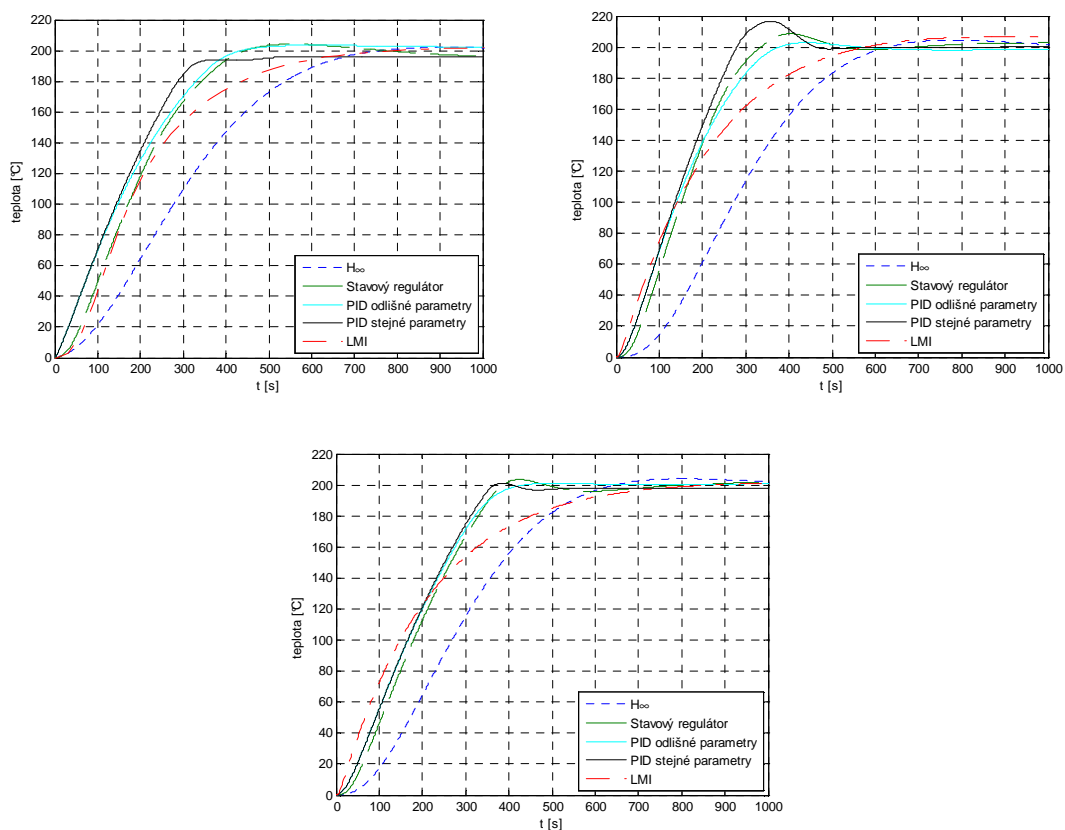 220
200
180
160
140
120
100
80
60
40
20
0
teplota [°C]
0 100 200 300 400 500 600 700 800 900 1000
t [s]
H∞
Stavový regulátor
PID odlišné parametry
PID stejné parametry
LMI
220
200
180
160
140
120
100
80
60
40
20
0
teplota [°C]
0 100 200 300 400 500 600 700 800 900 1000
t [s]
H∞
Stavový regulátor
PID odlišné parametry
PID stejné parametry
LMI
220
200
180
160
140
120
100
80
60
40
20
0
teplota [°C]
0 100 200 300 400 500 600 700 800 900 1000
t [s]
H∞
Stavový regulátor
PID odlišné parametry
PID stejné parametry
LMI